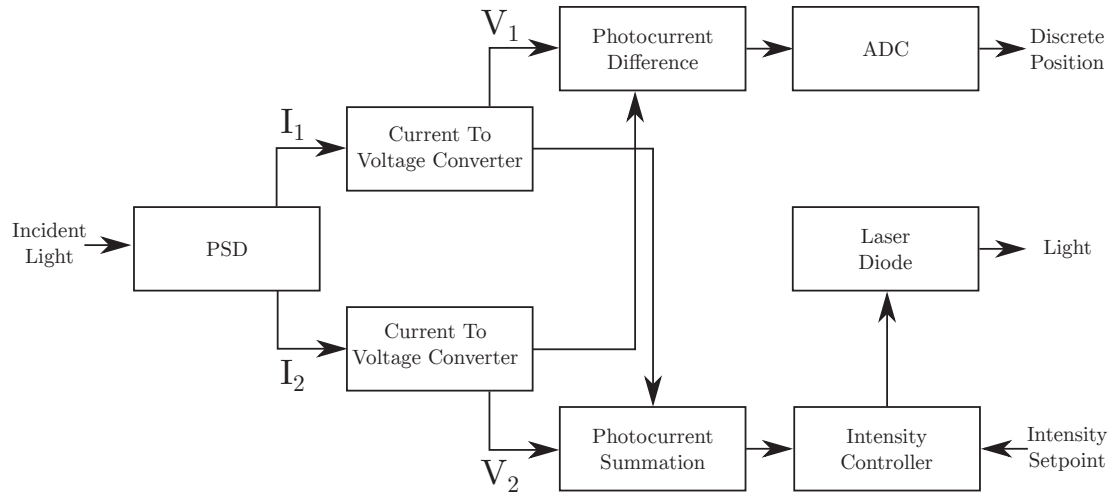 V1
Photocurrent
Difference
ADC
Discrete
Position
I1
Current To
Voltage Converter
Incident
Light
PSD
Laser
Diode
Light
Current To
Voltage Converter
I2
Photocurrent
Summation
V2
Intensity
Controller
Intensity
Setpoint